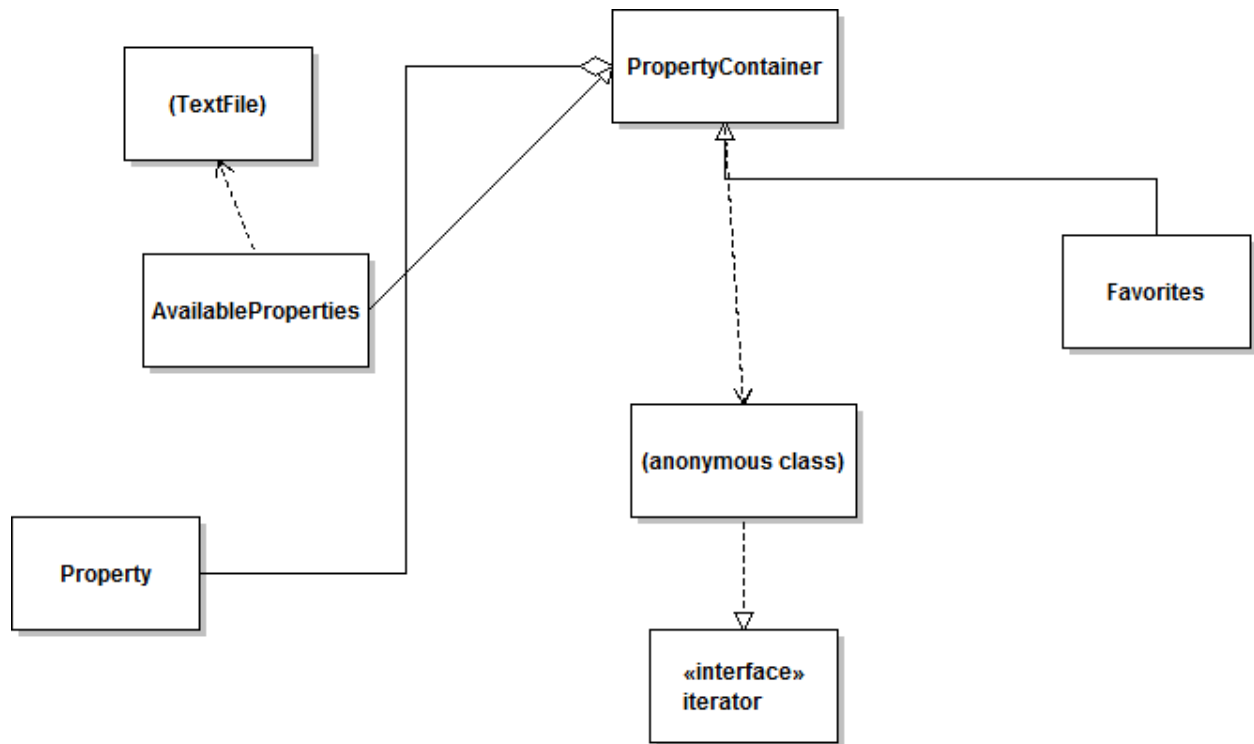 PropertyContainer
(TextFile)
AvailableProperties
Favorites
(anonymous class)
Property
«interface»
iterator